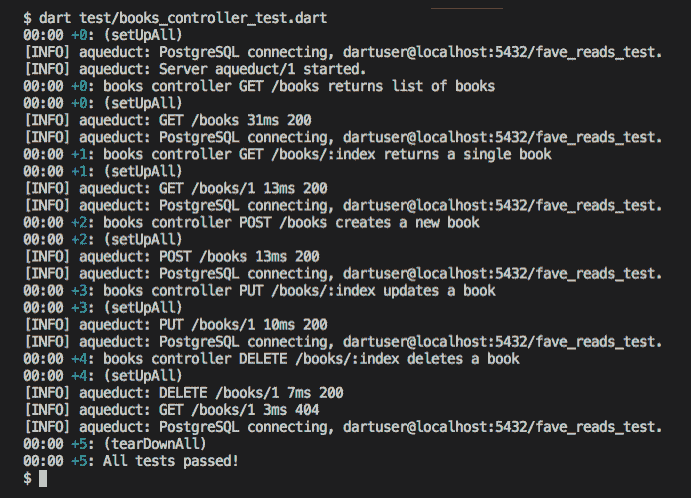 $ dart test/books_controller_test.dart
00:00 +0: (setUpAll)
[INFO] aqueduct: PostgreSQL connecting, dartuser@localhost:5432/fave_reads_test.
[INFO] aqueduct: Server aqueduct/1 started.
00:00 +0: books controller GET /books returns list of books
00:00 +0: (setUpAll)
[INFO] aqueduct: GET /books 31ms 200
[INFO] aqueduct: PostgreSQL connecting, dartuser@localhost:5432/fave_reads_test.
00:00 +1: books controller GET /books/:index returns a single book
00:00 +1: (setUpAll)
[INFO] aqueduct: GET /books/1 13ms 200
[INFO] aqueduct: PostgreSQL connecting, dartuser@localhost:5432/fave_reads_test.
00:00 +2: books controller POST /books creates a new book
00:00 +2: (setUpAll)
[INFO] aqueduct: POST /books 13ms 200
[INFO] aqueduct: PostgreSQL connecting, dartuser@localhost:5432/fave_reads_test.
00:00 +3: books controller PUT /books/:index updates a book
00:00 +3: (setUpAll)
[INFO] aqueduct: PUT /books/1 10ms 200
[INFO] aqueduct: PostgreSQL connecting, dartuser@localhost:5432/fave_reads_test.
00:00 +4: books controller DELETE /books/:index deletes a book
00:00 +4: (setUpAll)
[INFO] aqueduct: DELETE /books/1 7ms 200
[INFO] aqueduct: GET /books/1 3ms 404
[INFO] aqueduct: PostgreSQL connecting, dartuser@localhost:5432/fave_reads_test.
00:00 +5: (tearDownAll)
00:00 +5: All tests passed!
$